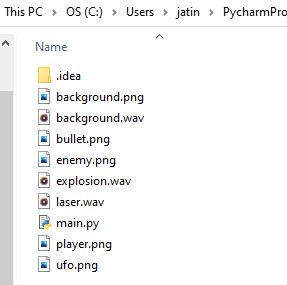 This PC > OS (C:) > Users > jatin > PycharmPro
Name
.idea
background.png
background.wav
bullet.png
enemy.png
explosion.wav
laser.wav
main.py
player.png
ufo.png